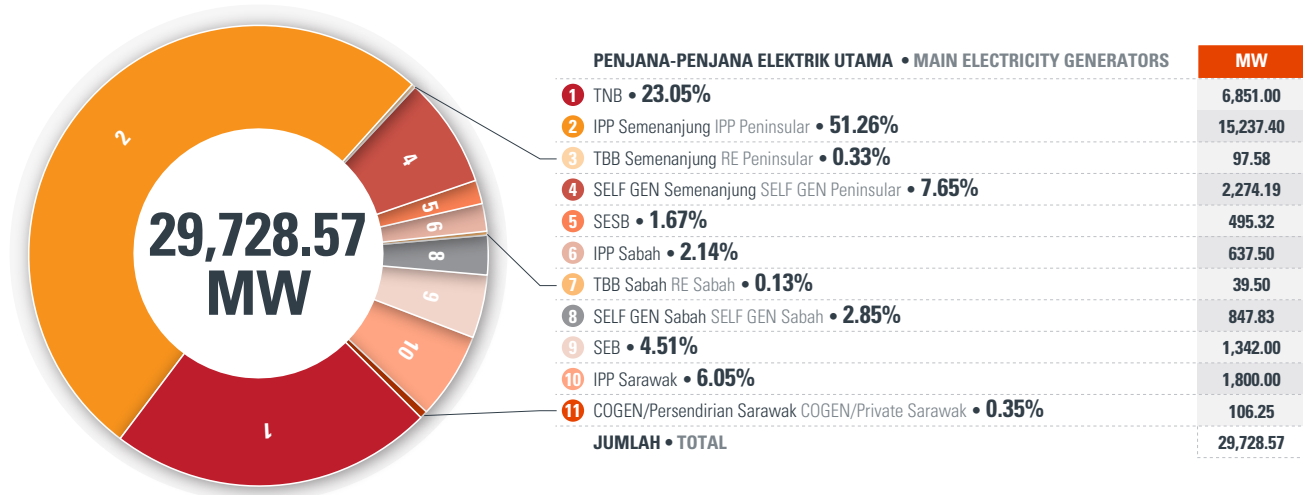 29,728.57
MW
2
4
5
6
8
9
10
1
PENJANA-PENJANA ELEKTRIK UTAMA • MAIN ELECTRICITY GENERATORS MW
1 TNB • 23.05% 6,851.00
2 IPP Semenanjung IPP Peninsular • 51.26% 15,237.40
3 TBB Semenanjung RE Peninsular • 0.33% 97.58
4 SELF GEN Semenanjung SELF GEN Peninsular • 7.65% 2,274.19
5 SESB • 1.67% 495.32
6 IPP Sabah • 2.14% 637.50
7 TBB Sabah RE Sabah • 0.13% 39.50
8 SELF GEN Sabah SELF GEN Sabah • 2.85% 847.83
9 SEB • 4.51% 1,342.00
10 IPP Sarawak • 6.05% 1,800.00
11 COGEN/Persendirian Sarawak COGEN/Private Sarawak • 0.35% 106.25
JUMLAH • TOTAL 29,728.57